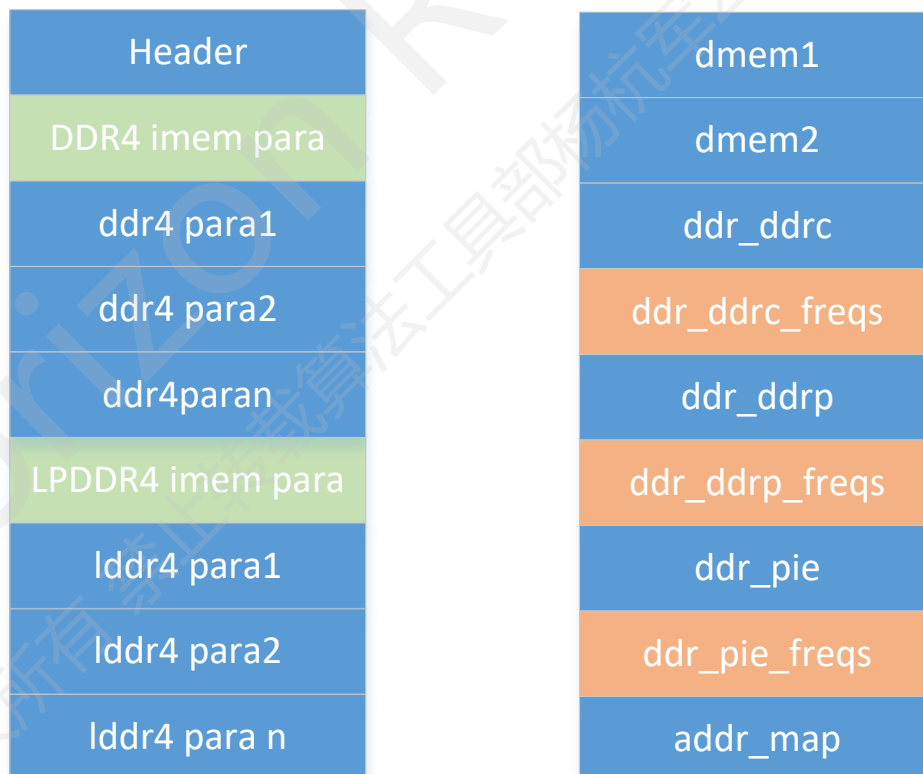 Header
DDR4 imem para
ddr4 para1
ddr4 para2
ddr4paran
LPDDR4 imem para
lddr4 para1
lddr4 para2
lddr4 para n
dmem1
dmem2
ddr_ddrc
ddr_ddrc_freqs
ddr_ddrp
ddr_ddrp_freqs
ddr_pie
ddr_pie_freqs
addr_map